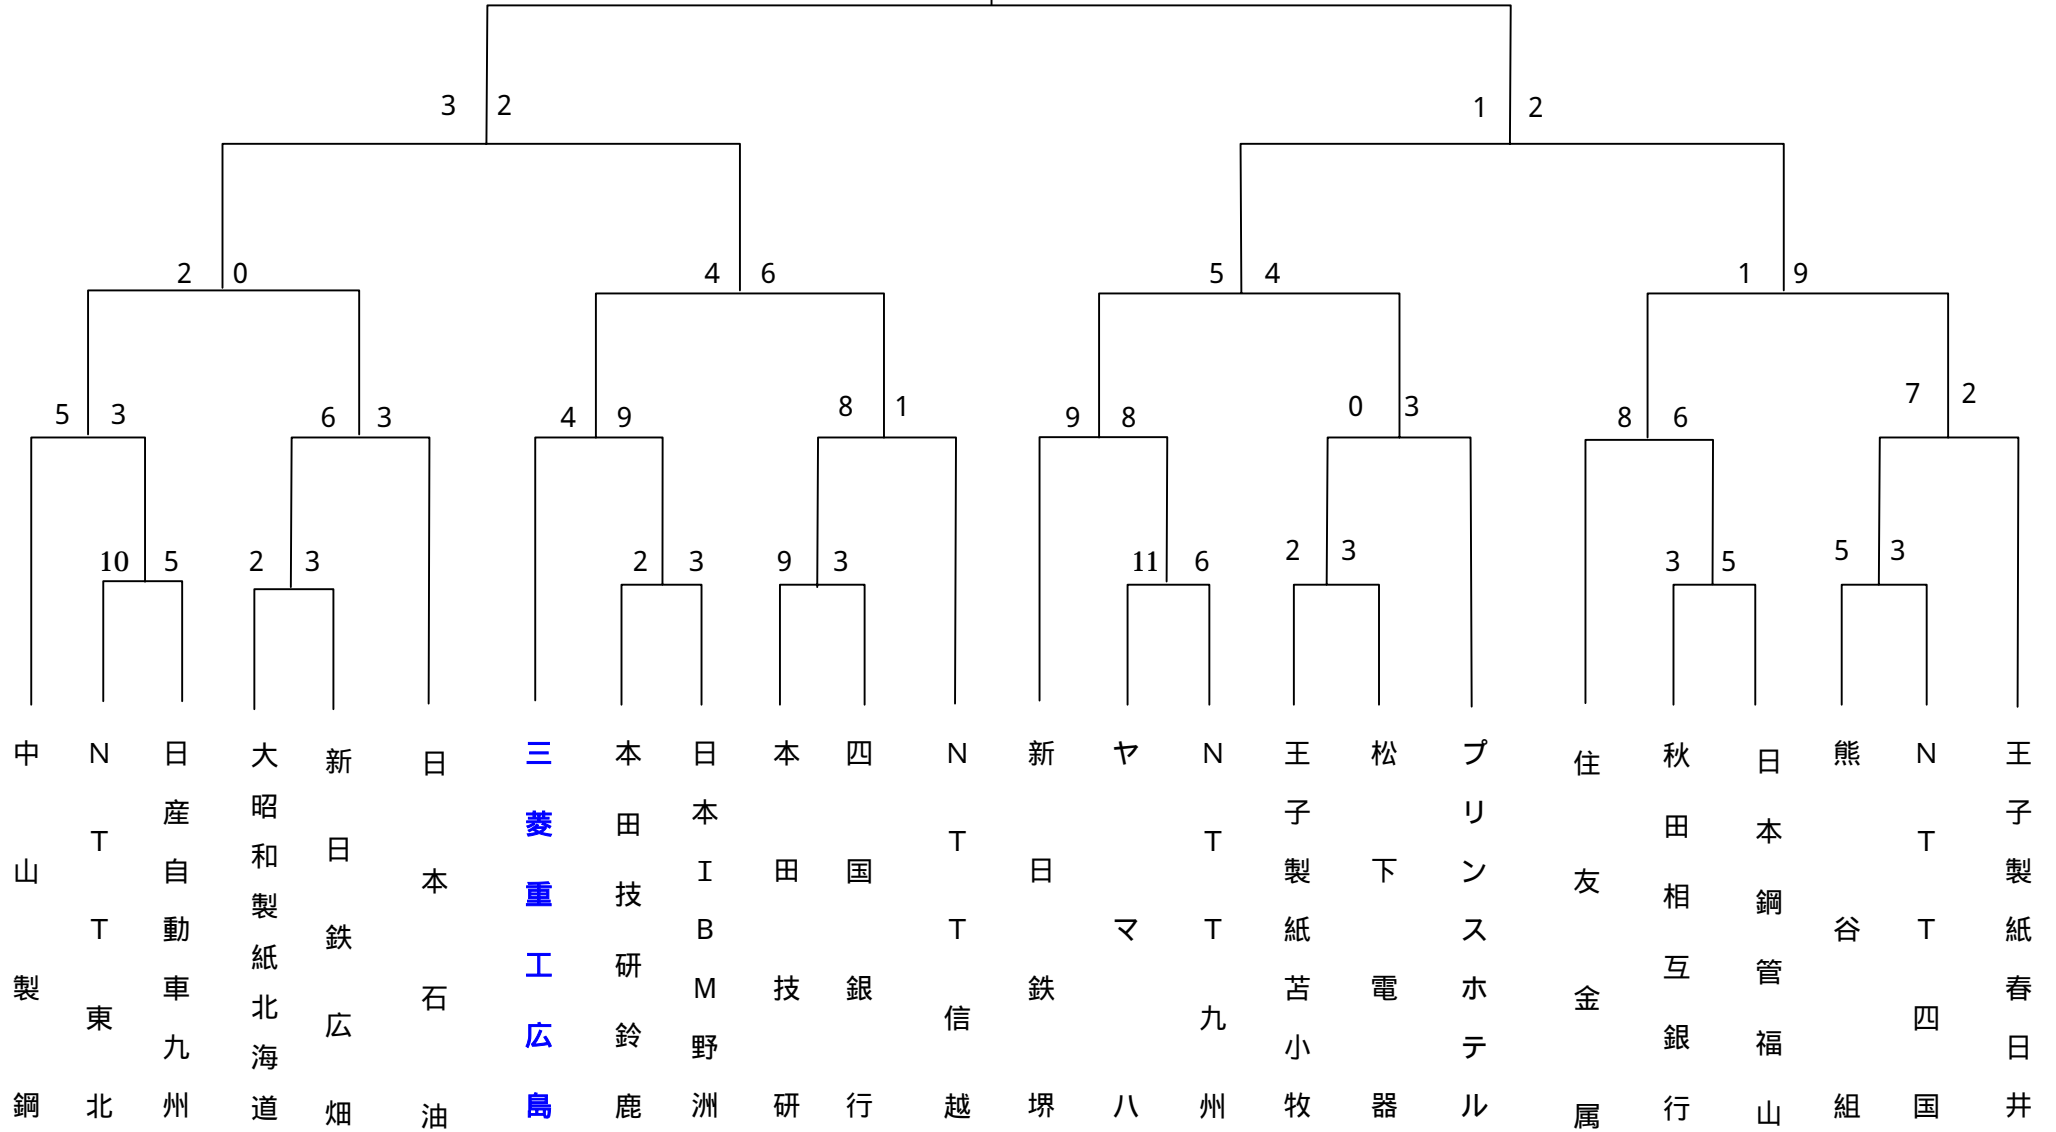 3 2 1 2
2 0 4 6 5 4 1 9
5 3 6 3 4 9 8 1 9 8 0 3 8 6 7 2
10 5 2 3 2 3 9 3 11 6 2 3 3 5 5 3
中山製鋼
NTT東北
日産自動車九州
大昭和製紙北海道
新日鉄広畑
日本石油
三菱重工広島
本田技研鈴鹿
日本IBM野洲
本田技研
四国銀行
NTT信越
新日鉄堺
ヤマハ
NTT九州
王子製紙苫小牧
松下電器
プリンスホテル
住友金属
秋田相互銀行
日本鋼管福山
熊谷組
NTT四国
王子製紙春日井